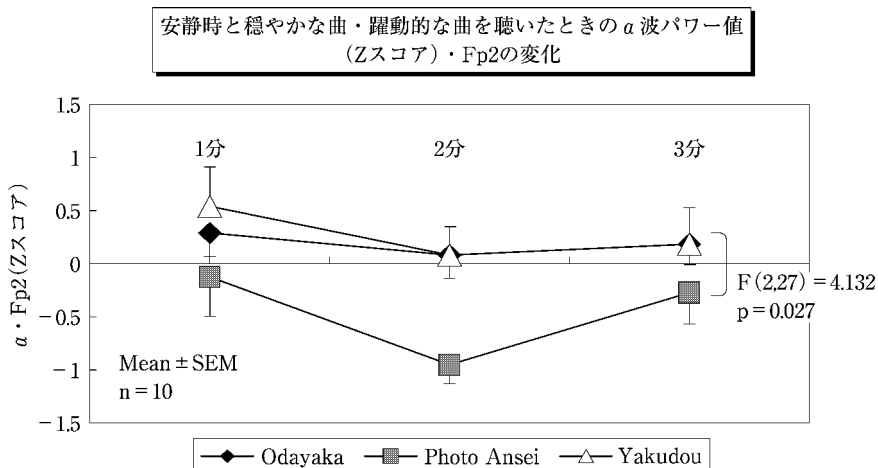 安静時と穏やかな曲・躍動的な曲を聴いたときのα波パワー値
(Zスコア)・Fp2の変化
1.5
1
0.5
0
－0.5
－1
－1.5
α・Fp2(Zスコア)
1分
2分
3分
F(2,27)＝4.132
p＝0.027
Mean±SEM
n＝10
Odayaka
Photo Ansei
Yakudou